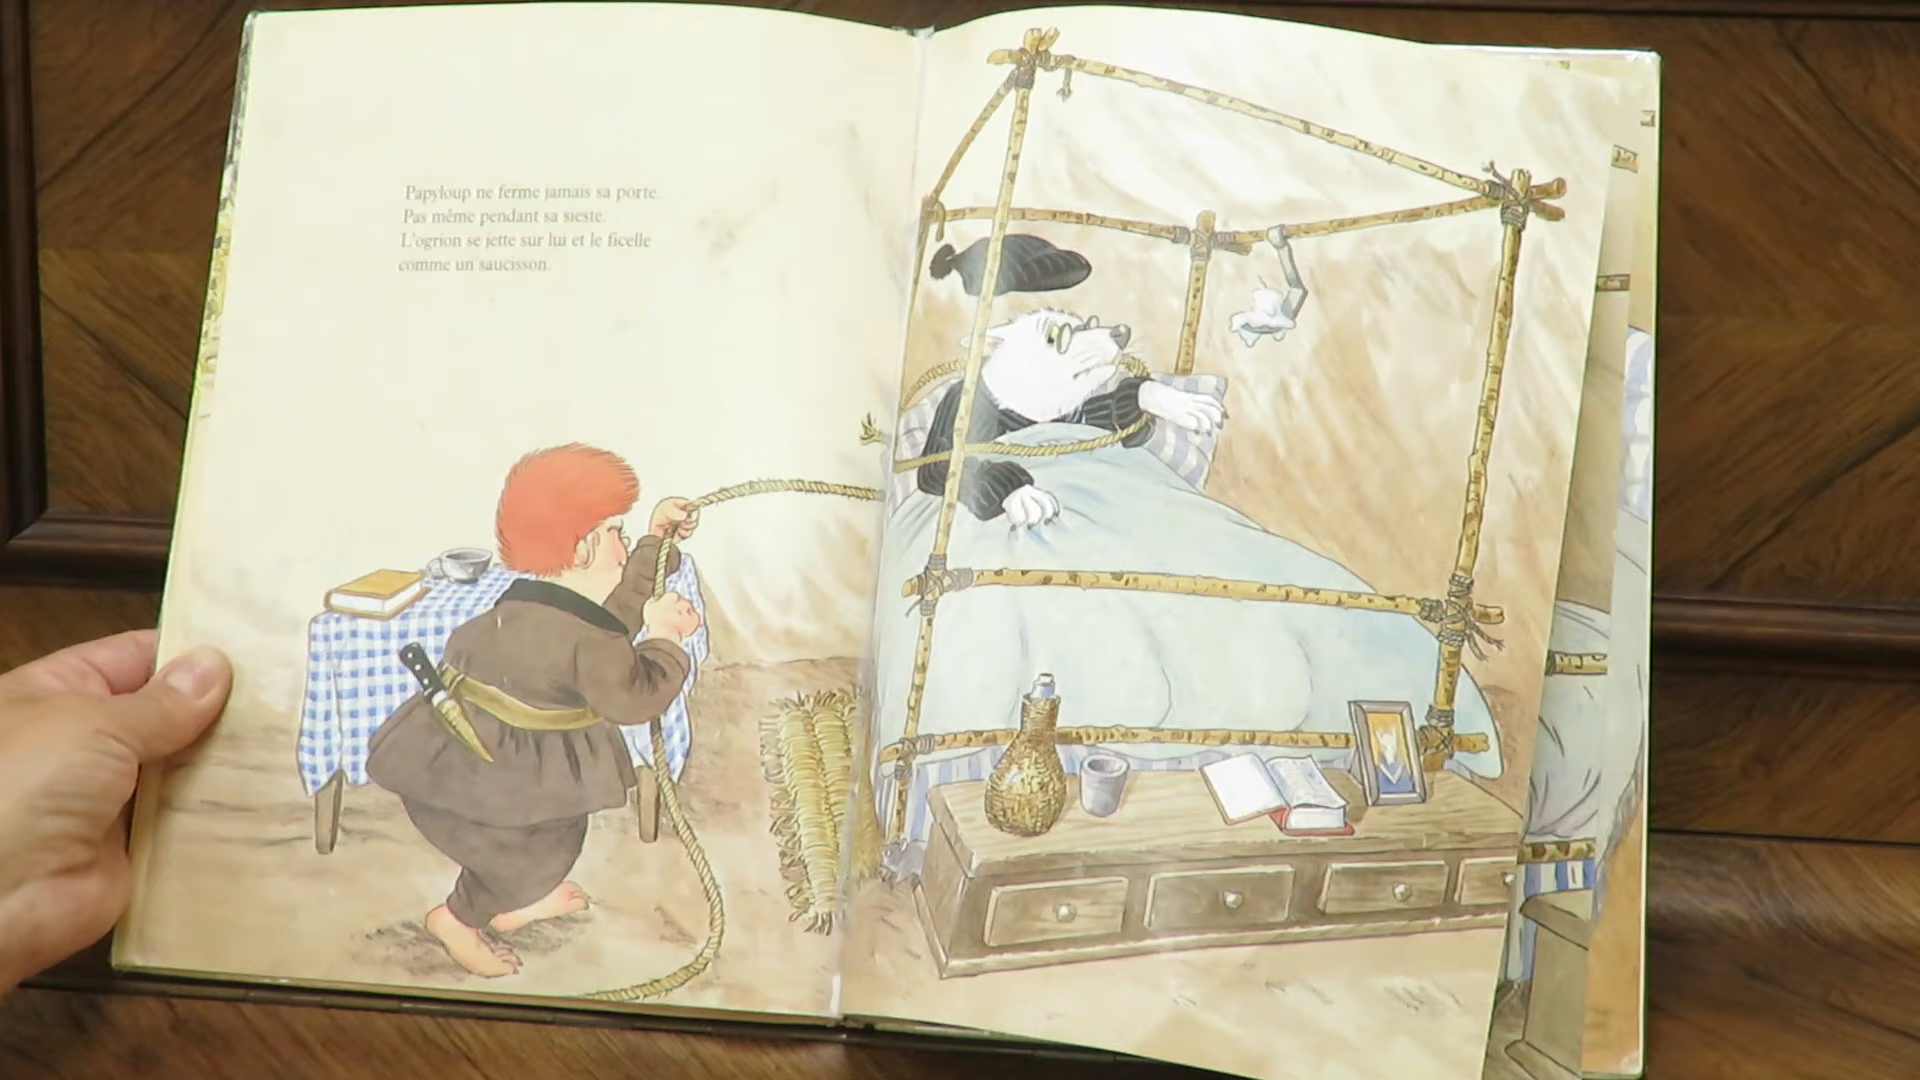 Papyloup ne ferme jamais sa porte.
Pas même pendant sa sieste.
L'ogrion se jette sur lui et le ficelle
comme un saucisson.